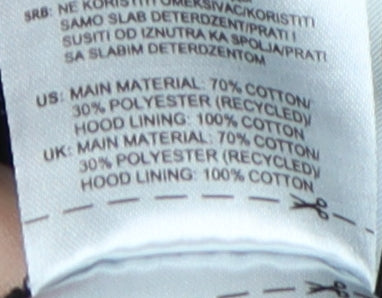 SRB: NE KORISTITI OMEKSIVAC/KORISTITI
SAMO SLAB DETERDZENT/PRATI I
SUSITI OD IZNUTRA KA SPOLJA/PRATI
SA SLABIM DETERDZENTOM
US: MAIN MATERIAL: 70% COTTON/
30% POLYESTER (RECYCLED)/
HOOD LINING: 100% COTTON
UK: MAIN MATERIAL: 70% COTTON/
30% POLYESTER (RECYCLED)/
HOOD LINING: 100% COTTON